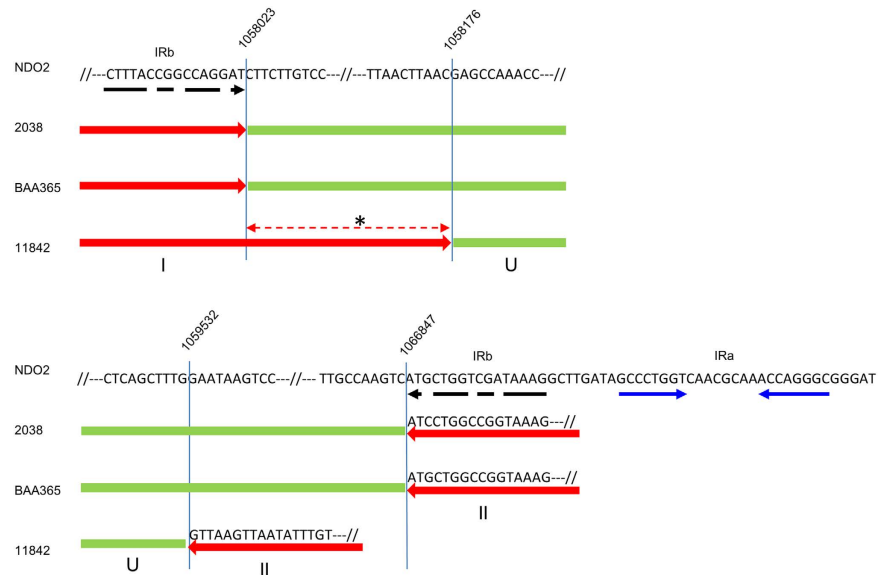 1058023
1058176
IRb
NDO2
//---CTTTACCGGCCAGGATCTTCTTGTCC---//---TTAACTTAACGAGCCAAACC---//
2038
BAA365
*
11842
I
U
1059532
1066847
IRb
IRa
NDO2
//---CTCAGCTTTGGAATAAGTCC---//--- TTGCCAAGTCATGCTGGTCGATAAAGGCTTGATAGCCCTGGTCAACGCAAACCAGGGCGGGAT
2038
ATCCTGGCCGGTAAAG---//
BAA365
ATGCTGGCCGGTAAAG---//
II
11842
GTTAAGTTAATATTTGT---//
U
II